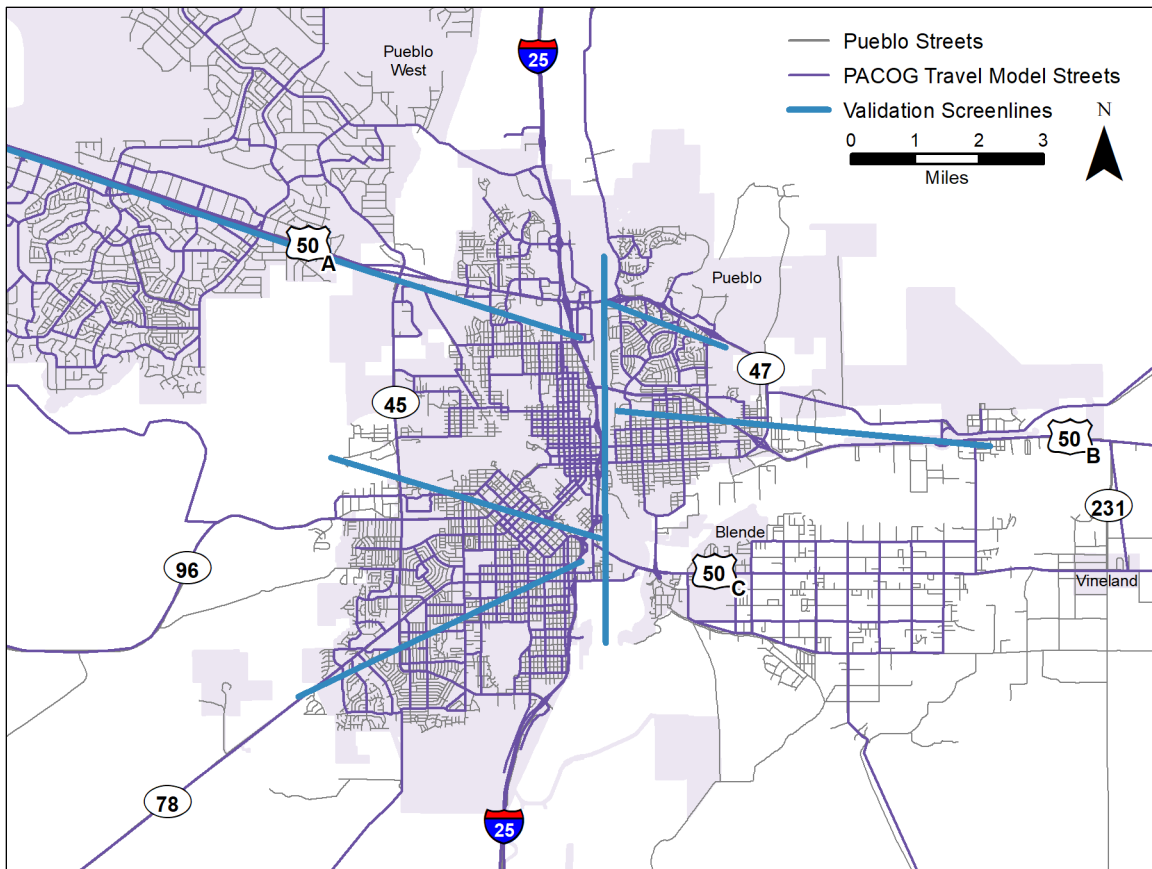 Pueblo
West
25
Pueblo Streets
PACOG Travel Model Streets
Validation Screenlines
N
0 1 2 3
Miles
50
A
Pueblo
47
45
50
B
231
Blende
96
50
C
Vineland
78
25